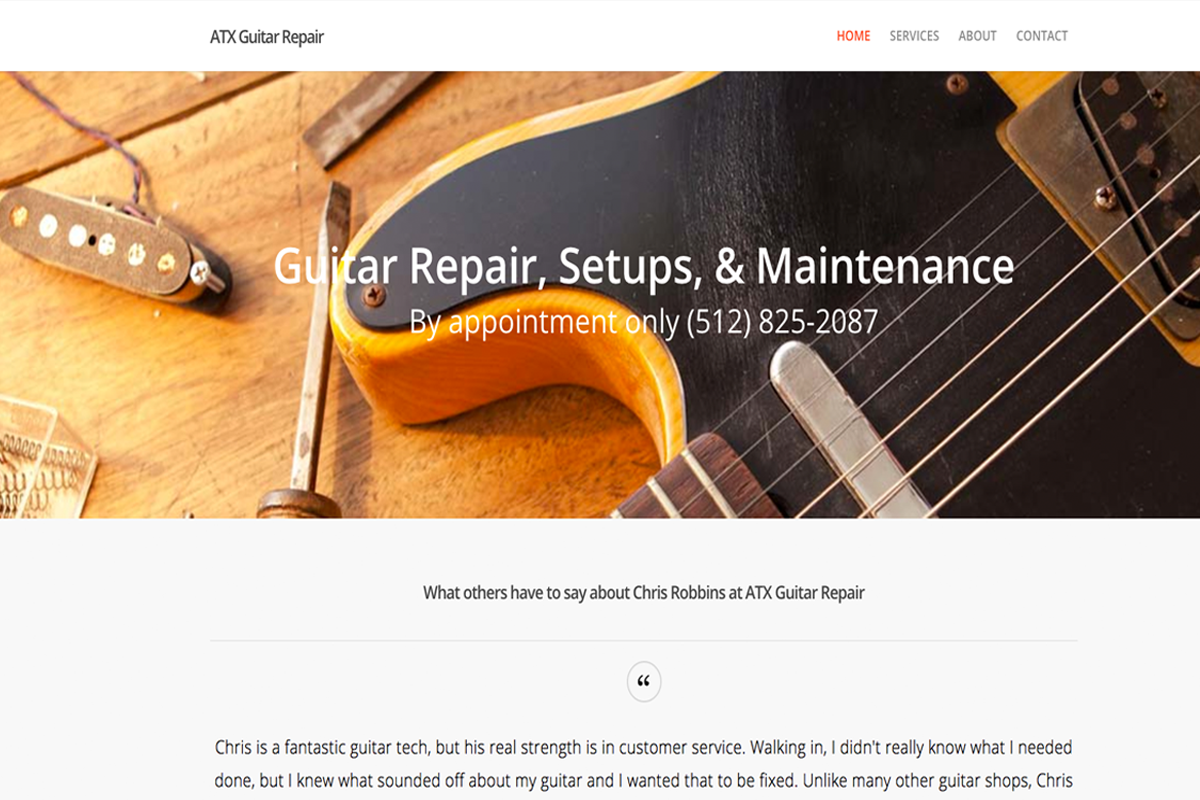 ATX Guitar Repair
HOME SERVICES ABOUT CONTACT
Guitar Repair, Setups, & Maintenance
By appointment only (512) 825-2087
What others have to say about Chris Robbins at ATX Guitar Repair
“
Chris is a fantastic guitar tech, but his real strength is in customer service. Walking in, I didn't really know what I needed
done, but I knew what sounded off about my guitar and I wanted that to be fixed. Unlike many other guitar shops, Chris